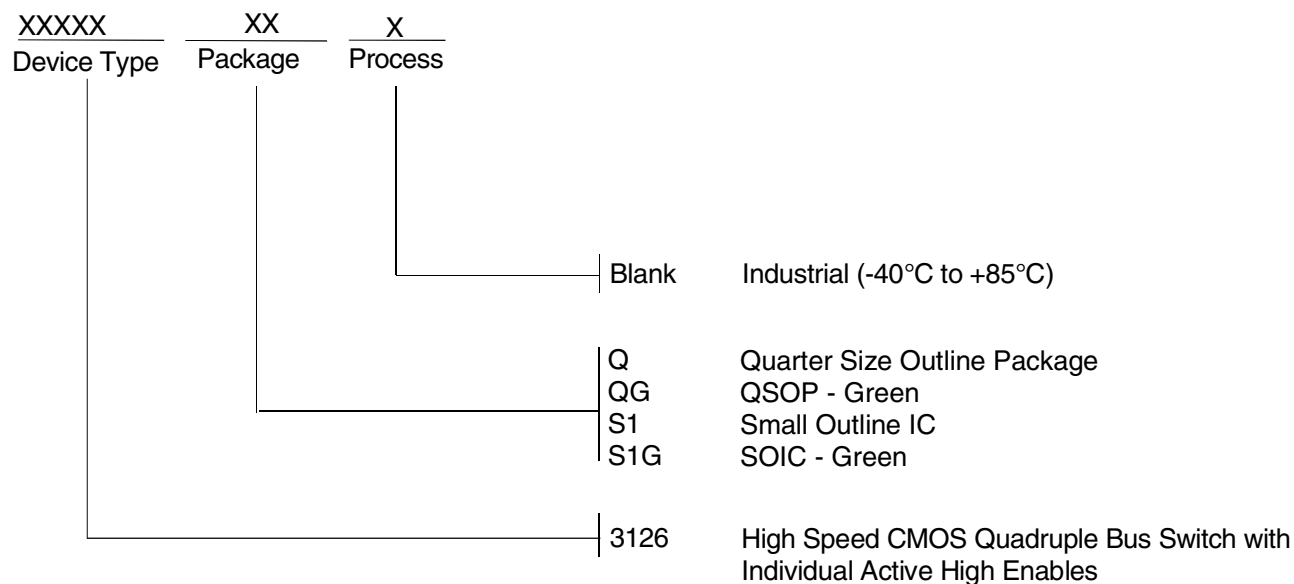 XXXXX XX X
Device Type Package Process
Blank Industrial (-40°C to +85°C)
Q Quarter Size Outline Package
QG QSOP - Green
S1 Small Outline IC
S1G SOIC - Green
3126 High Speed CMOS Quadruple Bus Switch with
Individual Active High Enables